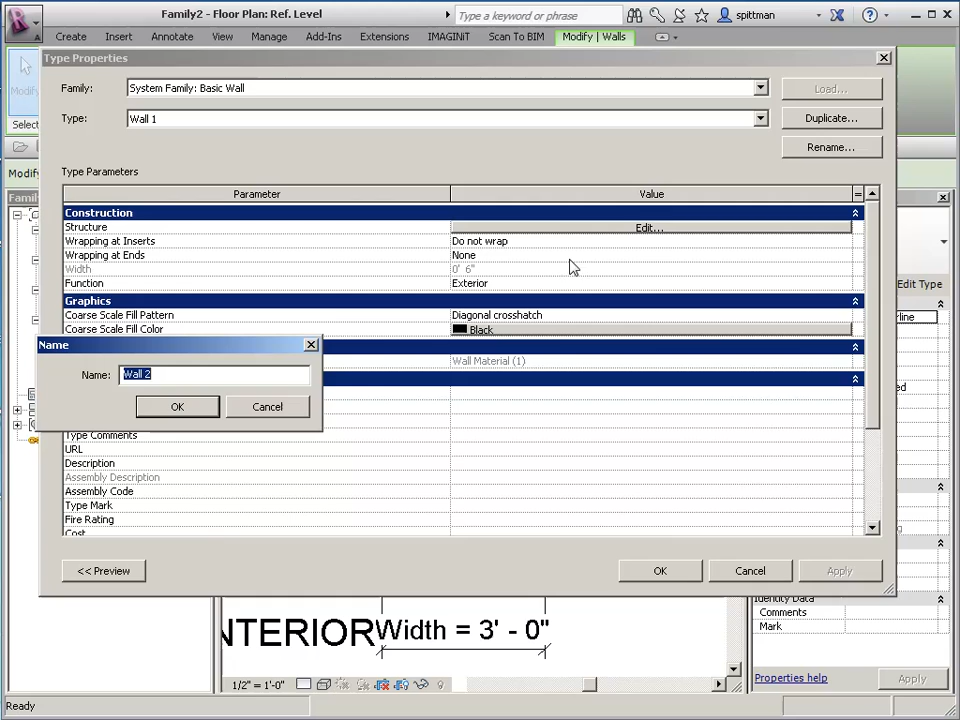 Family2 - Floor Plan: Ref. Level
Type a keyword or phrase
spittman
Create
Insert
Annotate
View
Manage
Add-Ins
Extensions
IMAGINiT
Scan To BIM
Modify | Walls
Type Properties
Family:
System Family: Basic Wall
Load...
Type:
Wall 1
Duplicate...
Rename...
Modify
Select
Modify
Type Parameters
Parameter
Value
=
Construction
Structure
Edit...
Wrapping at Inserts
Do not wrap
Wrapping at Ends
None
Width
0' 6"
Function
Exterior
Edit Type
Graphics
Coarse Scale Fill Pattern
Diagonal crosshatch
Coarse Scale Fill Color
Black
Name
Wall Material (1)
Name:
Wall 2
OK
Cancel
Type Comments
URL
Description
Assembly Description
Assembly Code
Type Mark
Fire Rating
Cost
<< Preview
OK
Cancel
Apply
Identity Data
Comments
Mark
NTERIOR
Width = 3' - 0"
1/2" = 1'-0"
Properties help
Apply
Ready